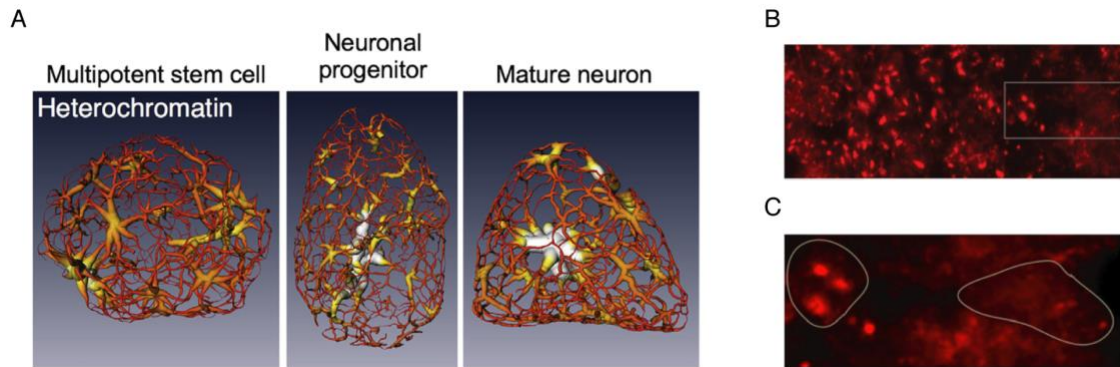 A
Multipotent stem cell
Neuronal
progenitor
Mature neuron
Heterochromatin
B
C